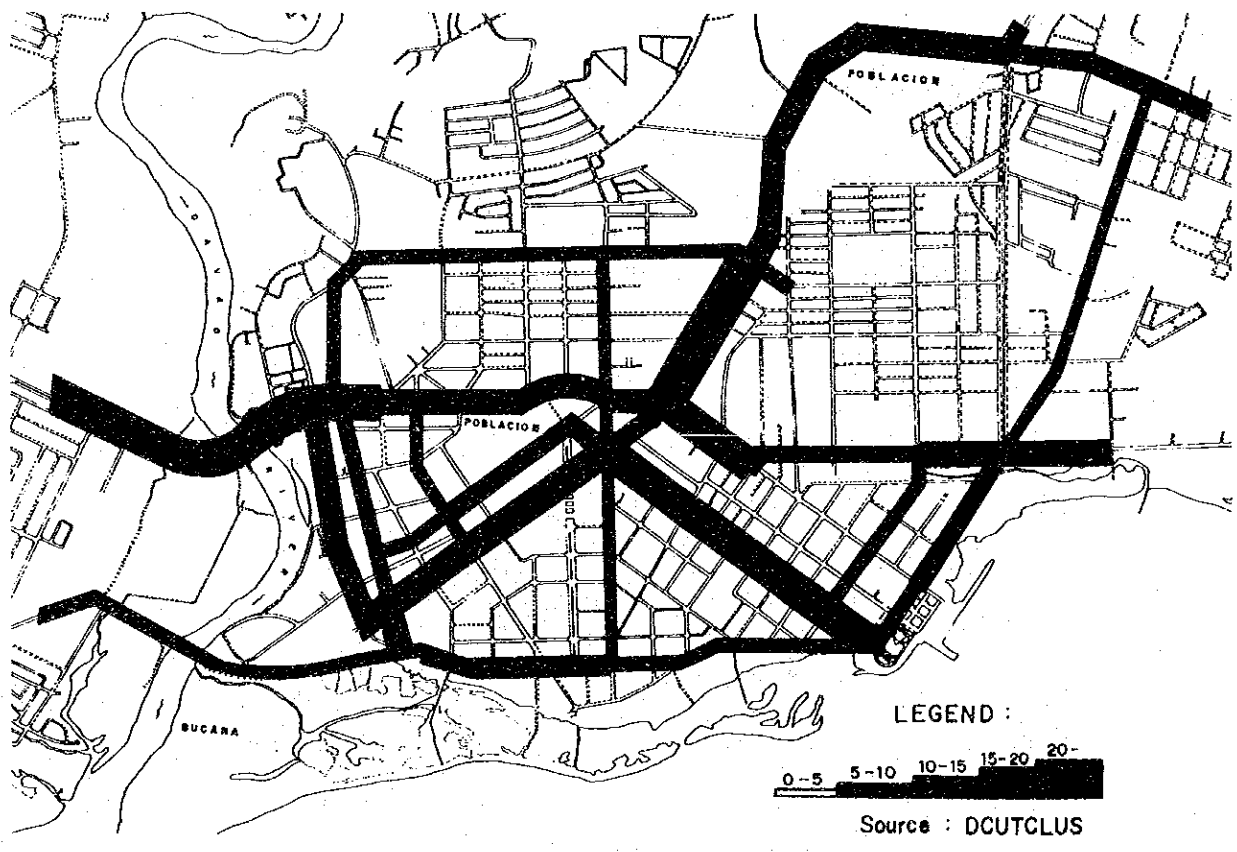 POBLACION
DAVAO
POBLACION
RIVER
BUCANA
LEGEND :
0-5 5-10 10-15 15-20 20-
Source : DCUTCLUS